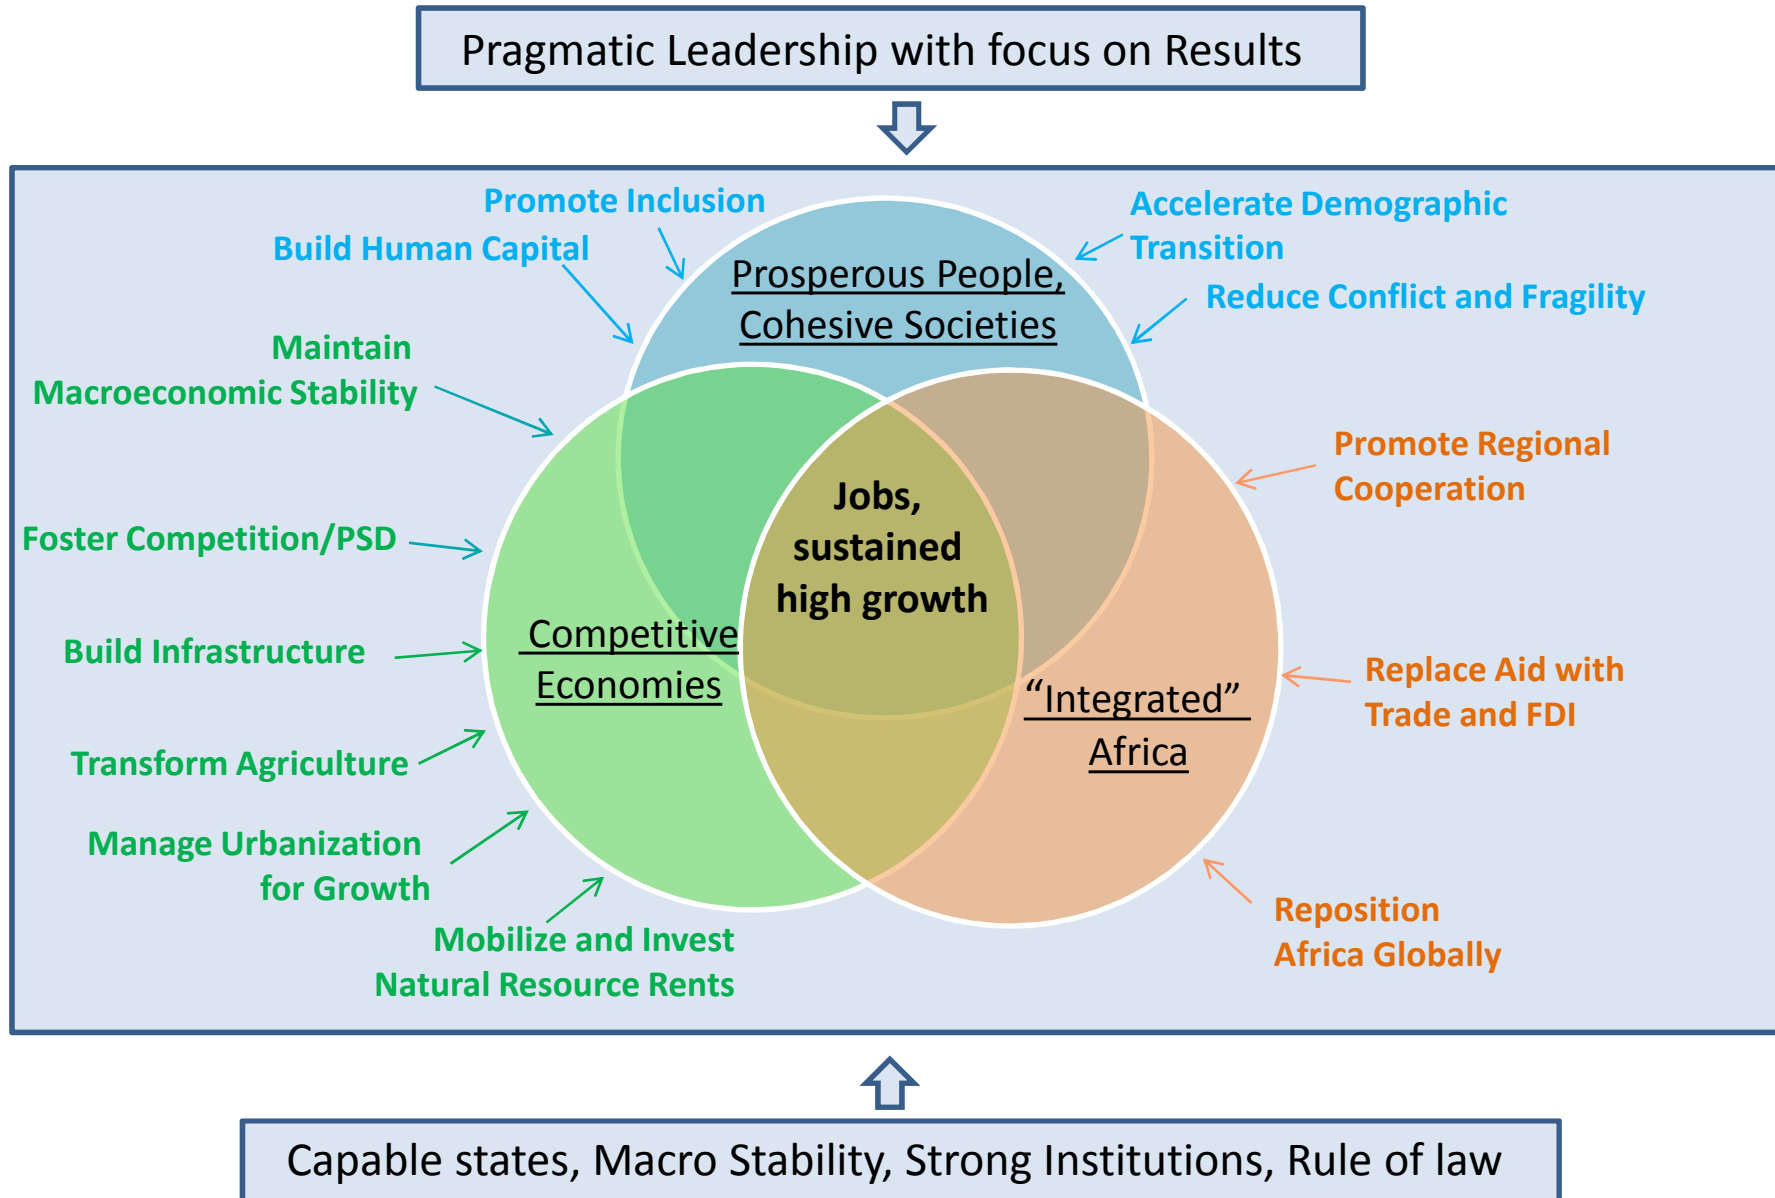 Pragmatic Leadership with focus on Results
Promote Inclusion
Build Human Capital
Accelerate Demographic
Transition
Reduce Conflict and Fragility
Prosperous People,
Cohesive Societies
Maintain
Macroeconomic Stability
Foster Competition/PSD
Build Infrastructure
Transform Agriculture
Manage Urbanization
for Growth
Mobilize and Invest
Natural Resource Rents
Competitive
Economies
Jobs,
sustained
high growth
“Integrated”
Africa
Promote Regional
Cooperation
Replace Aid with
Trade and FDI
Reposition
Africa Globally
Capable states, Macro Stability, Strong Institutions, Rule of law